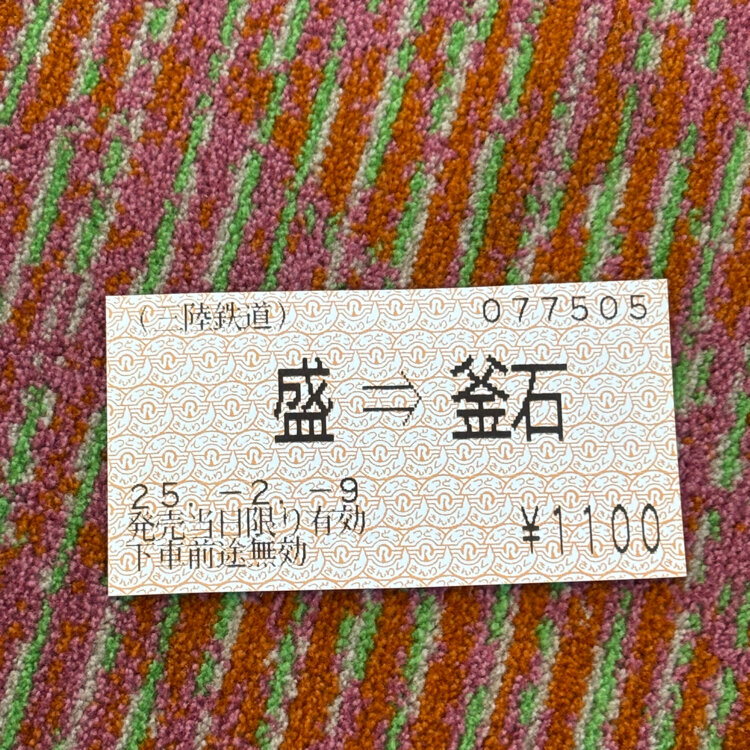 (三陸鉄道) 077505
盛⇒釜石
25.-2.-9
発売当日限り有効 ¥1100
下車前途無効